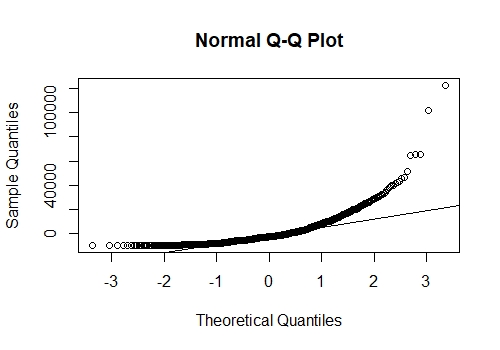 Normal Q-Q Plot
Sample Quantiles
100000
40000
0
-3 -2 -1 0 1 2 3
Theoretical Quantiles